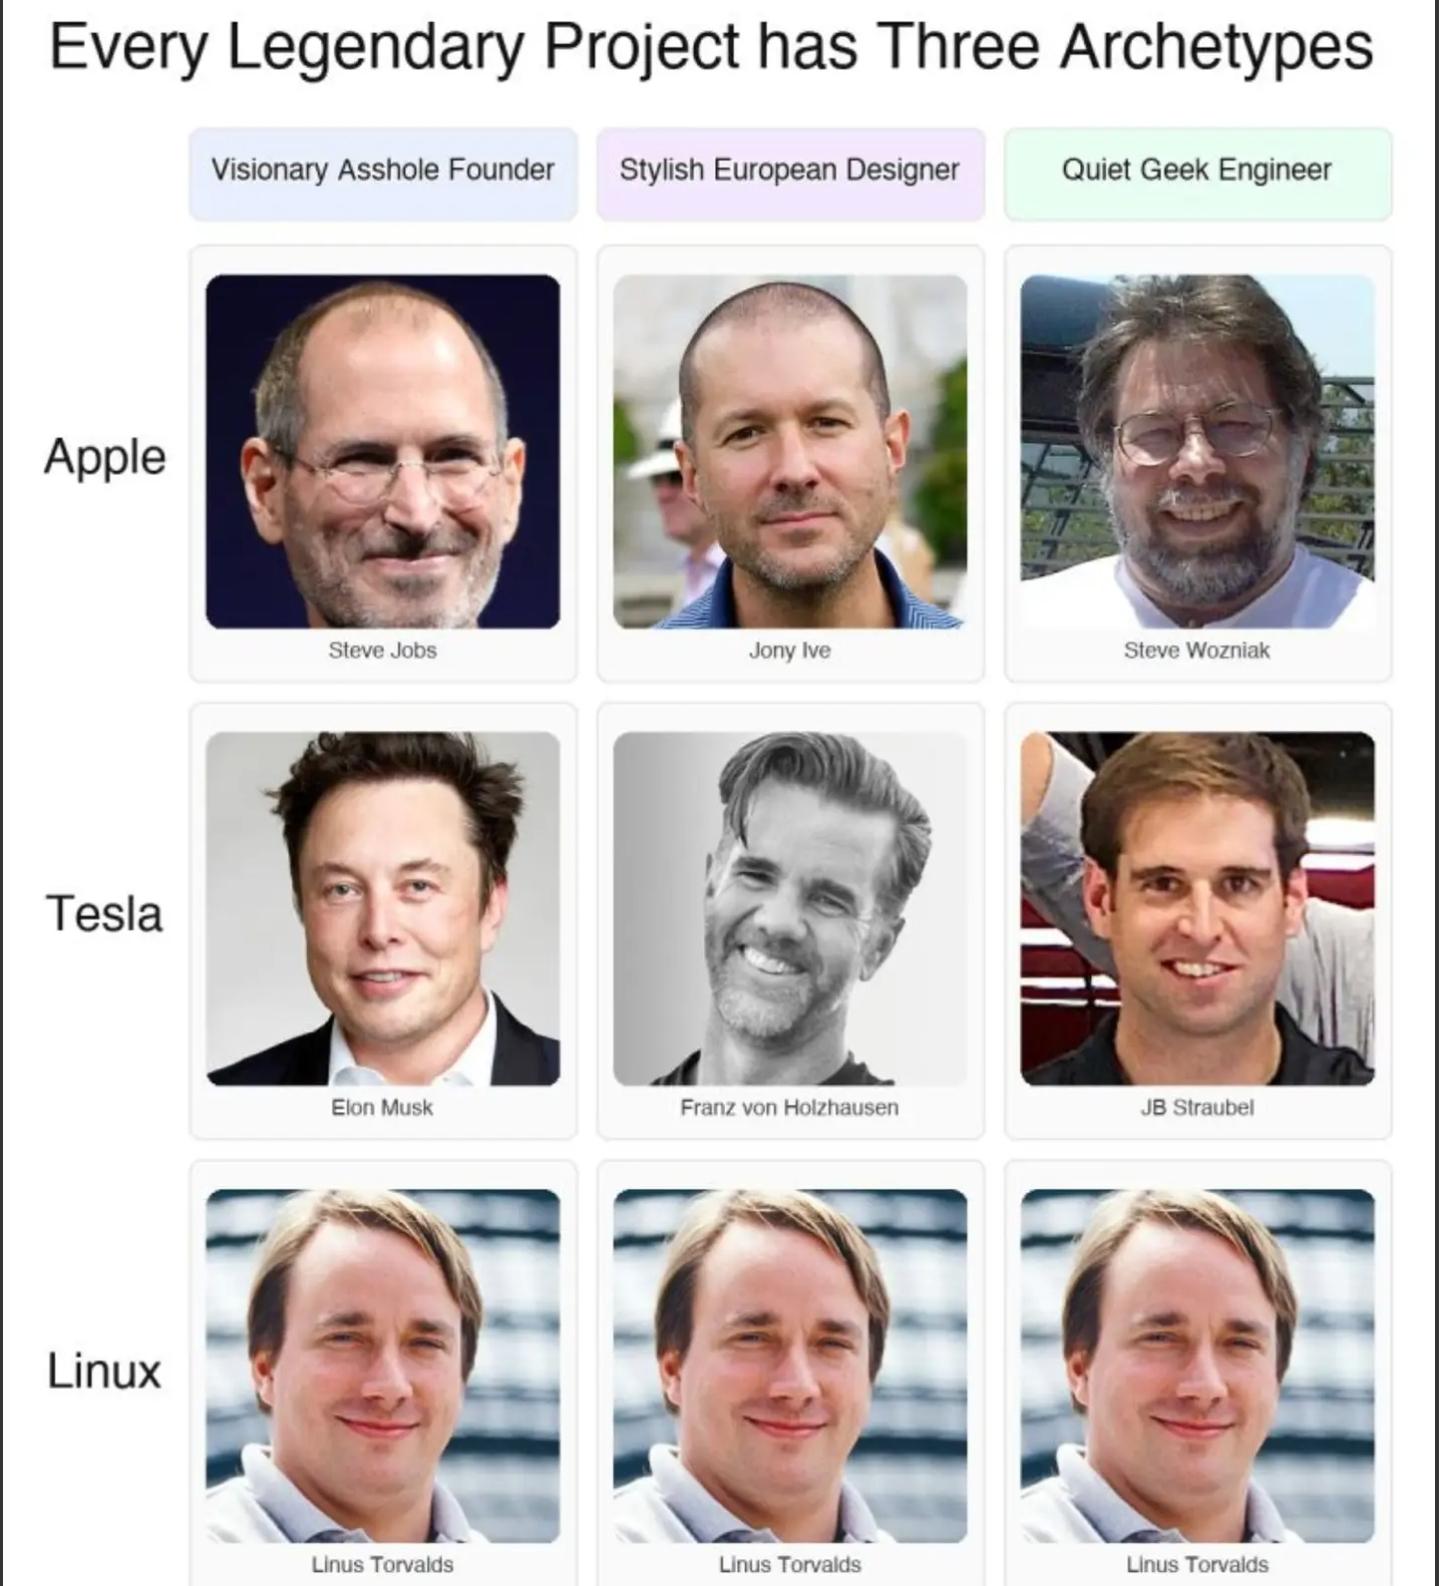 Every Legendary Project has Three Archetypes
Visionary Asshole Founder
Stylish European Designer
Quiet Geek Engineer
Apple
Steve Jobs
Jony Ive
Steve Wozniak
Tesla
Elon Musk
Franz von Holzhausen
JB Straubel
Linux
Linus Torvalds
Linus Torvalds
Linus Torvalds